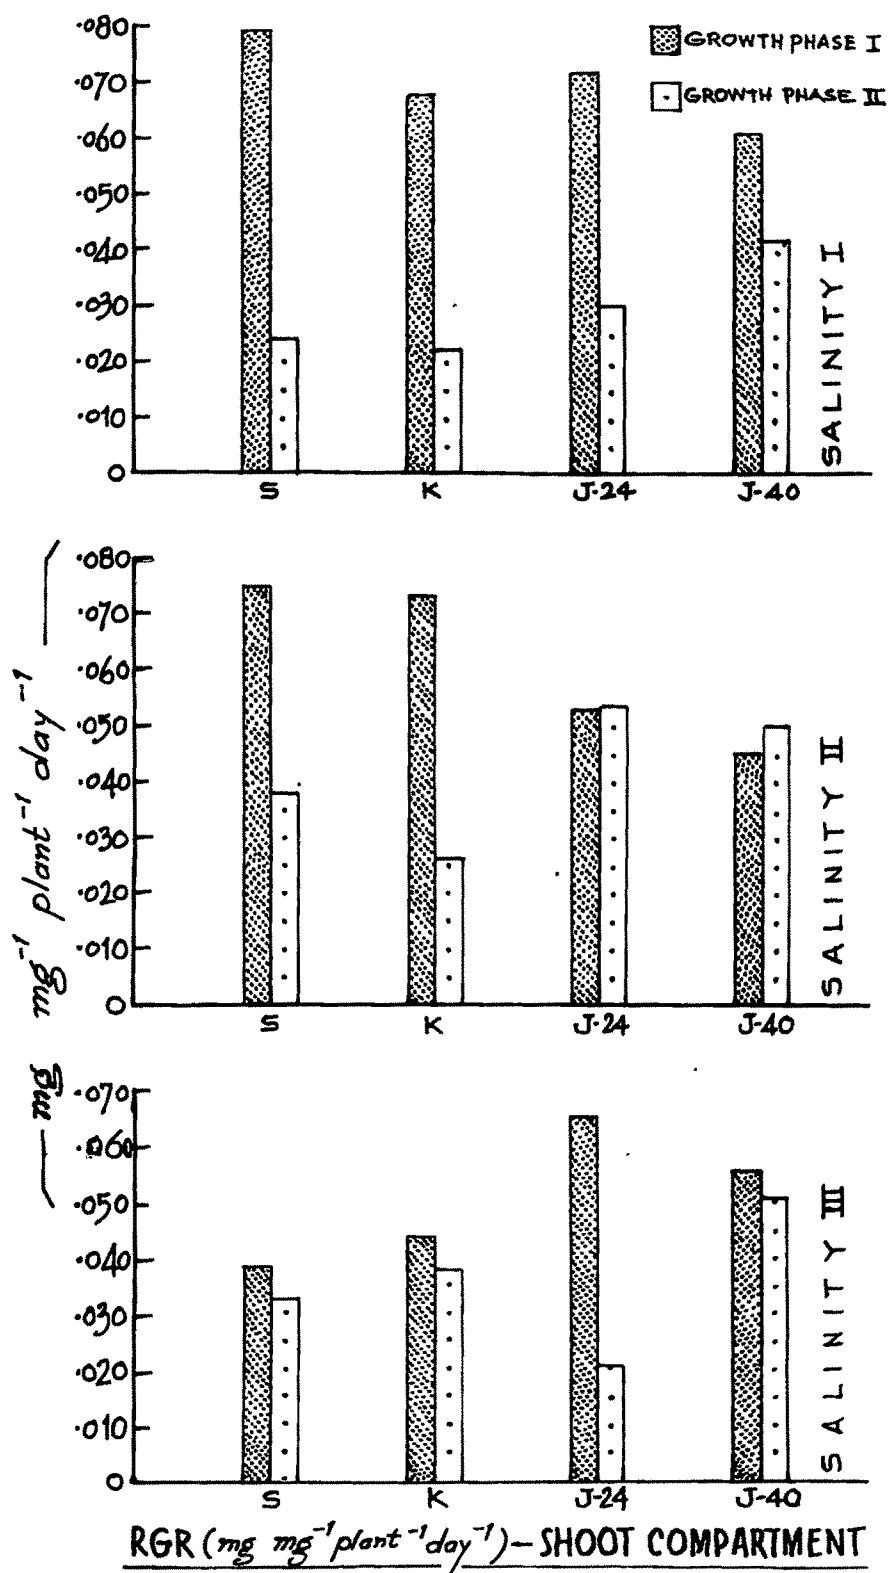 ·080
·070
·060
·050
·040
·030
·020
·010
0
GROWTH PHASE I
GROWTH PHASE II
S K J-24 J-40
SALINITY I
·080
·070
·060
·050
·040
·030
·020
·010
0
S K J-24 J-40
SALINITY II
mg mg⁻¹ plant⁻¹ day⁻¹
·070
·060
·050
·040
·030
·020
·010
0
S K J-24 J-40
SALINITY III
RGR (mg mg⁻¹ plant⁻¹ day⁻¹) – SHOOT COMPARTMENT